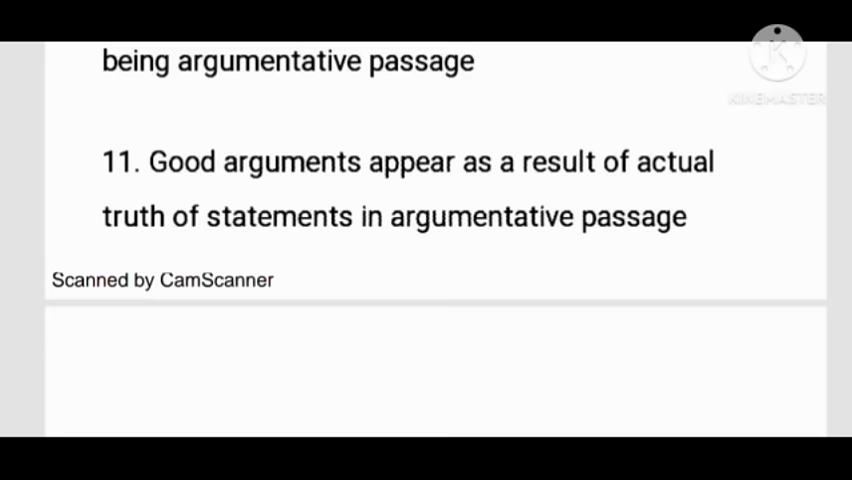 being argumentative passage
KINEMASTER
11. Good arguments appear as a result of actual
truth of statements in argumentative passage
Scanned by CamScanner